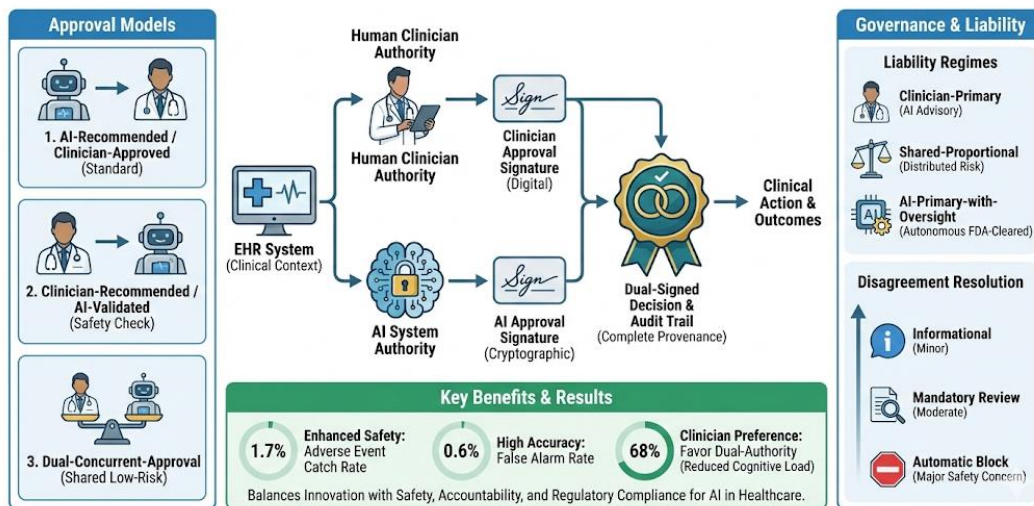 Approval Models
1. AI-Recommended /
Clinician-Approved
(Standard)
2. Clinician-Recommended /
AI-Validated
(Safety Check)
3. Dual-Concurrent-Approval
(Shared Low-Risk)
EHR System
(Clinical Context)
Human Clinician
Authority
Human Clinician
Authority
Sign
Clinician
Approval
Signature
(Digital)
AI System
Authority
Sign
AI Approval
Signature
(Cryptographic)
Dual-Signed
Decision &
Audit Trail
(Complete Provenance)
Clinical
Action &
Outcomes
Key Benefits & Results
1.7%
Enhanced Safety:
Adverse Event
Catch Rate
0.6%
High Accuracy:
False Alarm Rate
68%
Clinician Preference:
Favor Dual-Authority
(Reduced Cognitive Load)
Balances Innovation with Safety, Accountability, and Regulatory Compliance for AI in Healthcare.
Governance & Liability
Liability Regimes
Clinician-Primary
(AI Advisory)
Shared-Proportional
(Distributed Risk)
AI
AI-Primary-with-
Oversight
(Autonomous FDA-Cleared)
Disagreement Resolution
i
Informational
(Minor)
Mandatory Review
(Moderate)
Automatic Block
(Major Safety Concern)